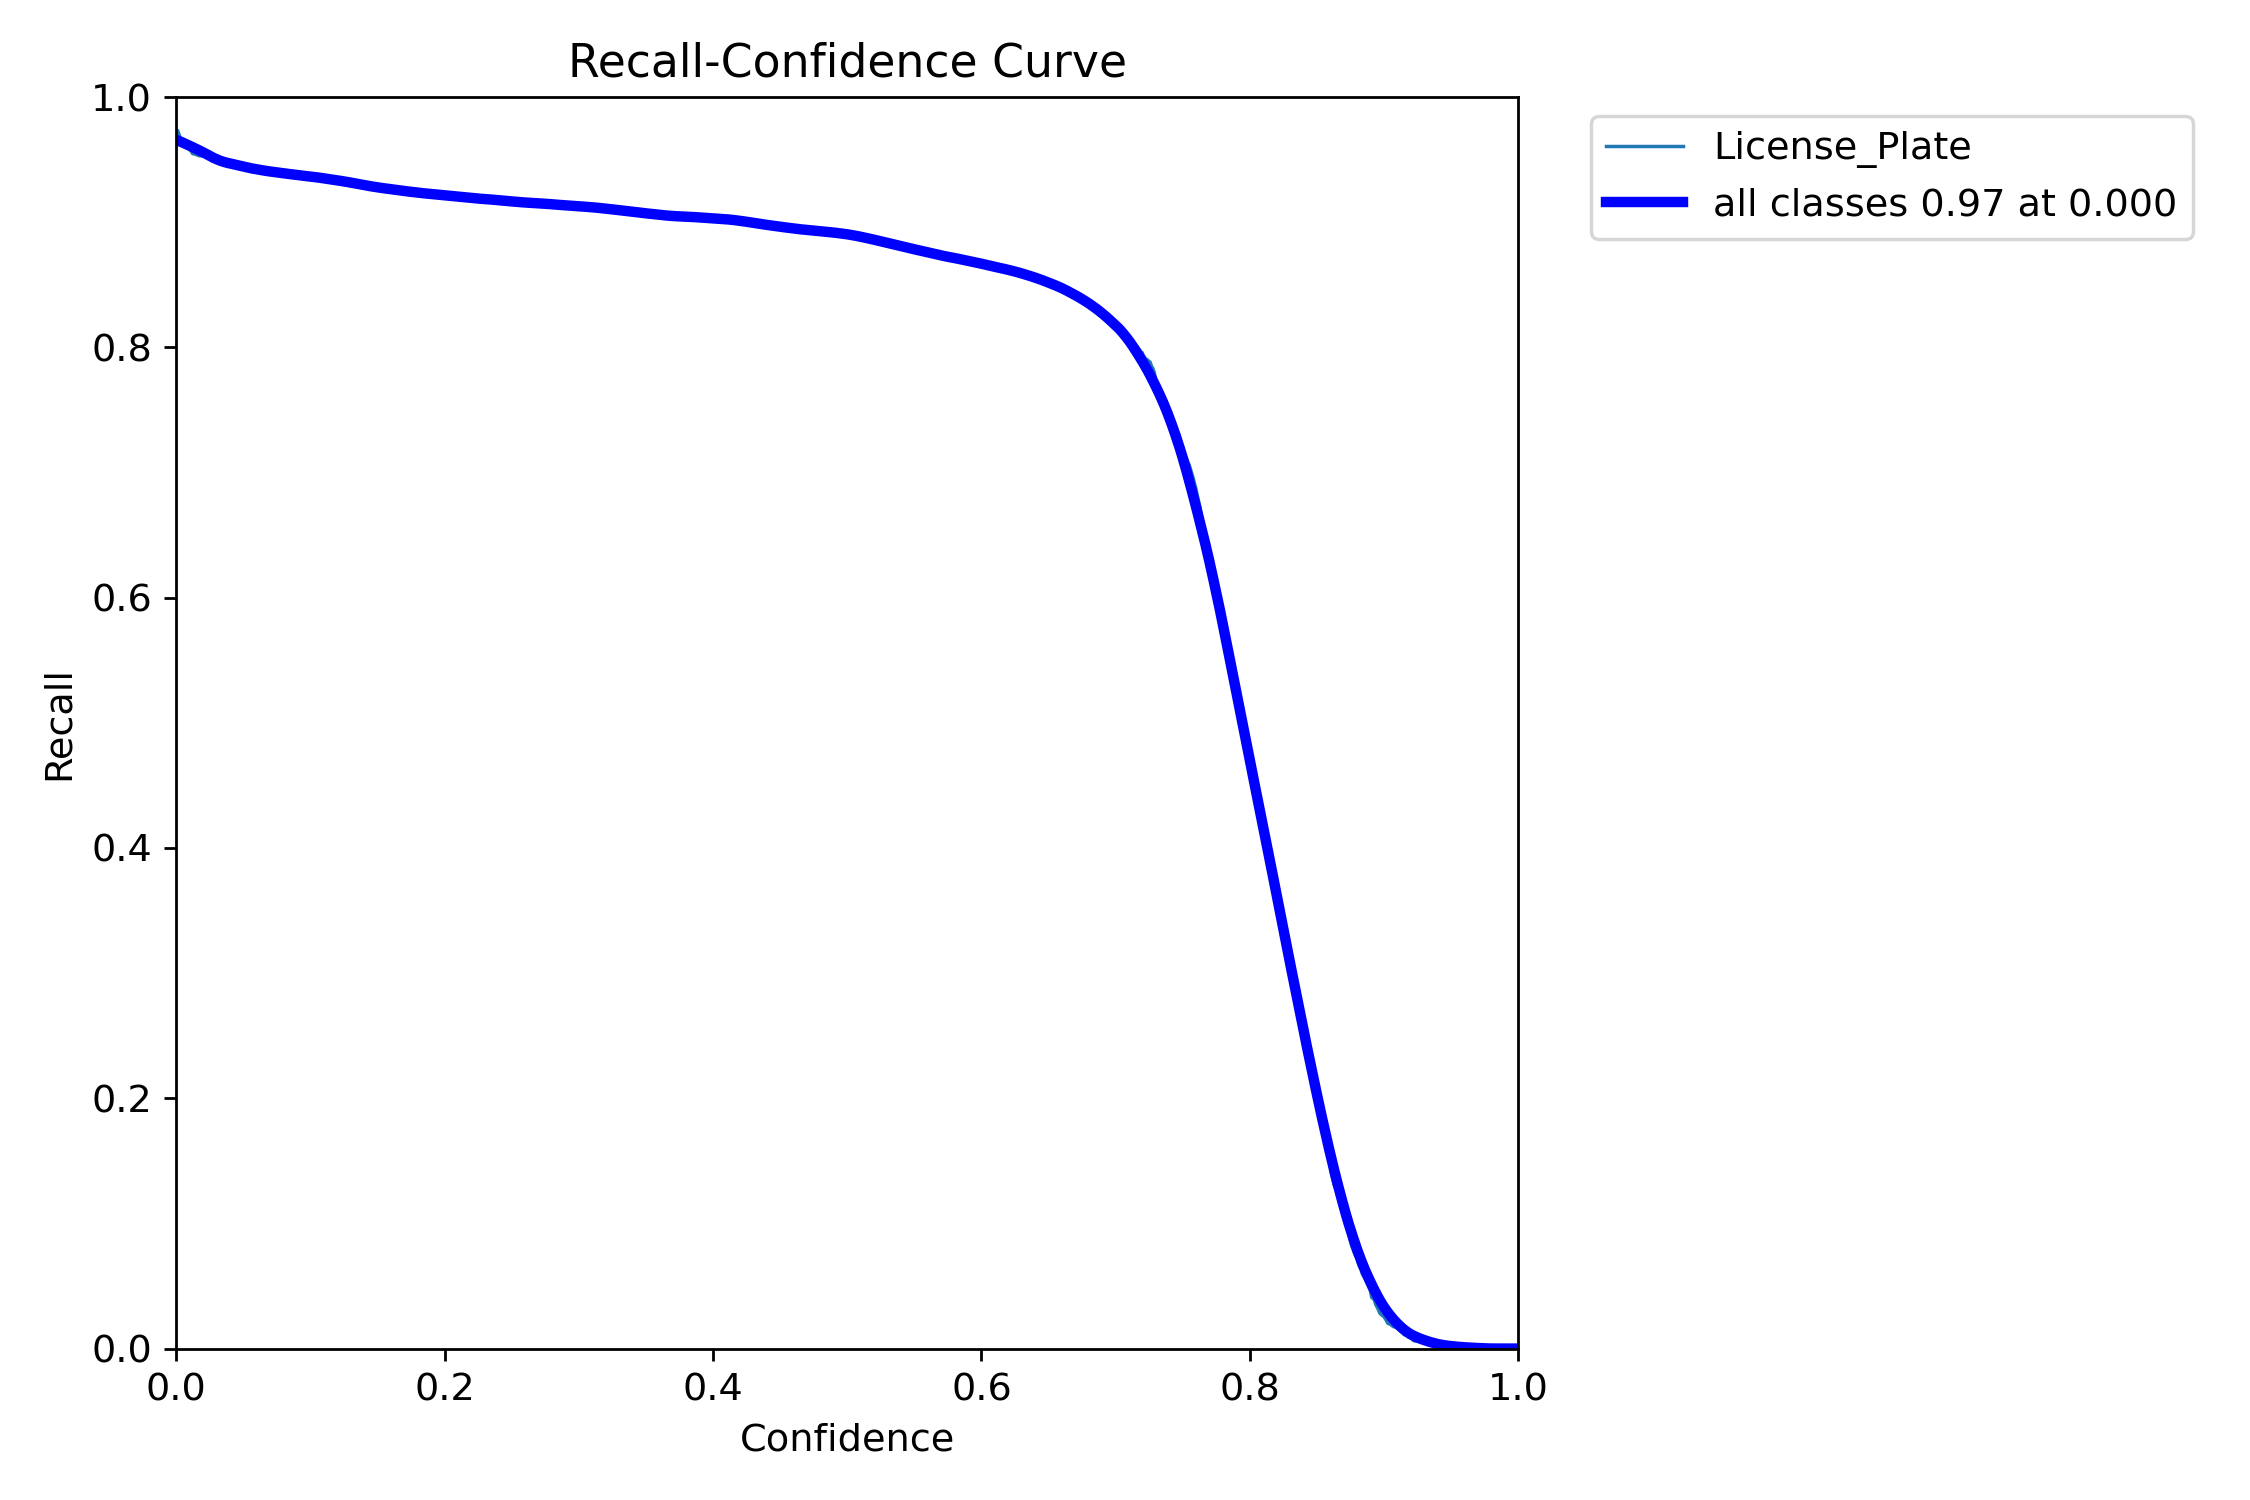 Recall-Confidence Curve
1.0
0.8
0.6
0.4
0.2
0.0
Recall
0.0 0.2 0.4 0.6 0.8 1.0
Confidence
License_Plate
all classes 0.97 at 0.000